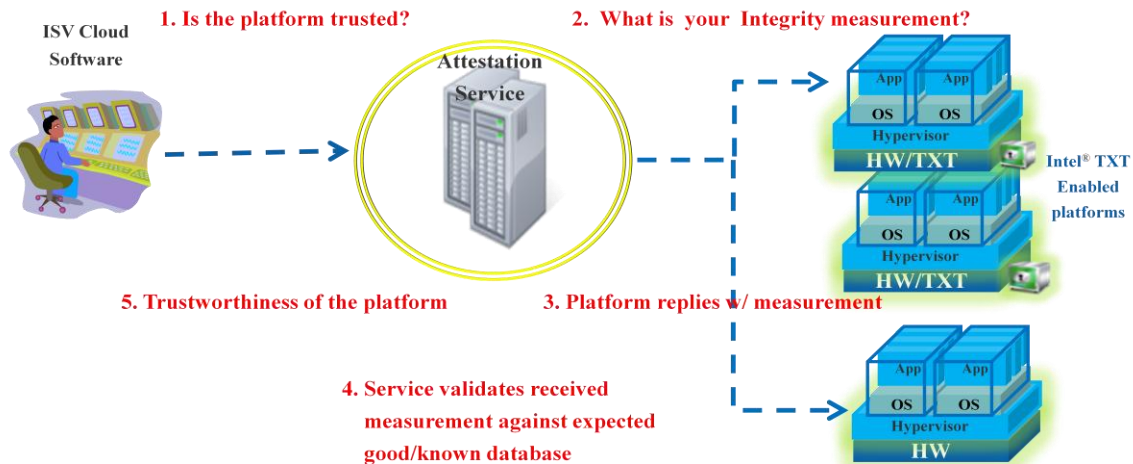 1. Is the platform trusted?
2. What is your Integrity measurement?
ISV Cloud
Software
Attestation
Service
App
App
OS
OS
Hypervisor
HW/TXT
Intel® TXT
Enabled
platforms
App
App
OS
OS
Hypervisor
HW/TXT
5. Trustworthiness of the platform
3. Platform replies w/ measurement
App
App
OS
OS
Hypervisor
HW
4. Service validates received
measurement against expected
good/known database